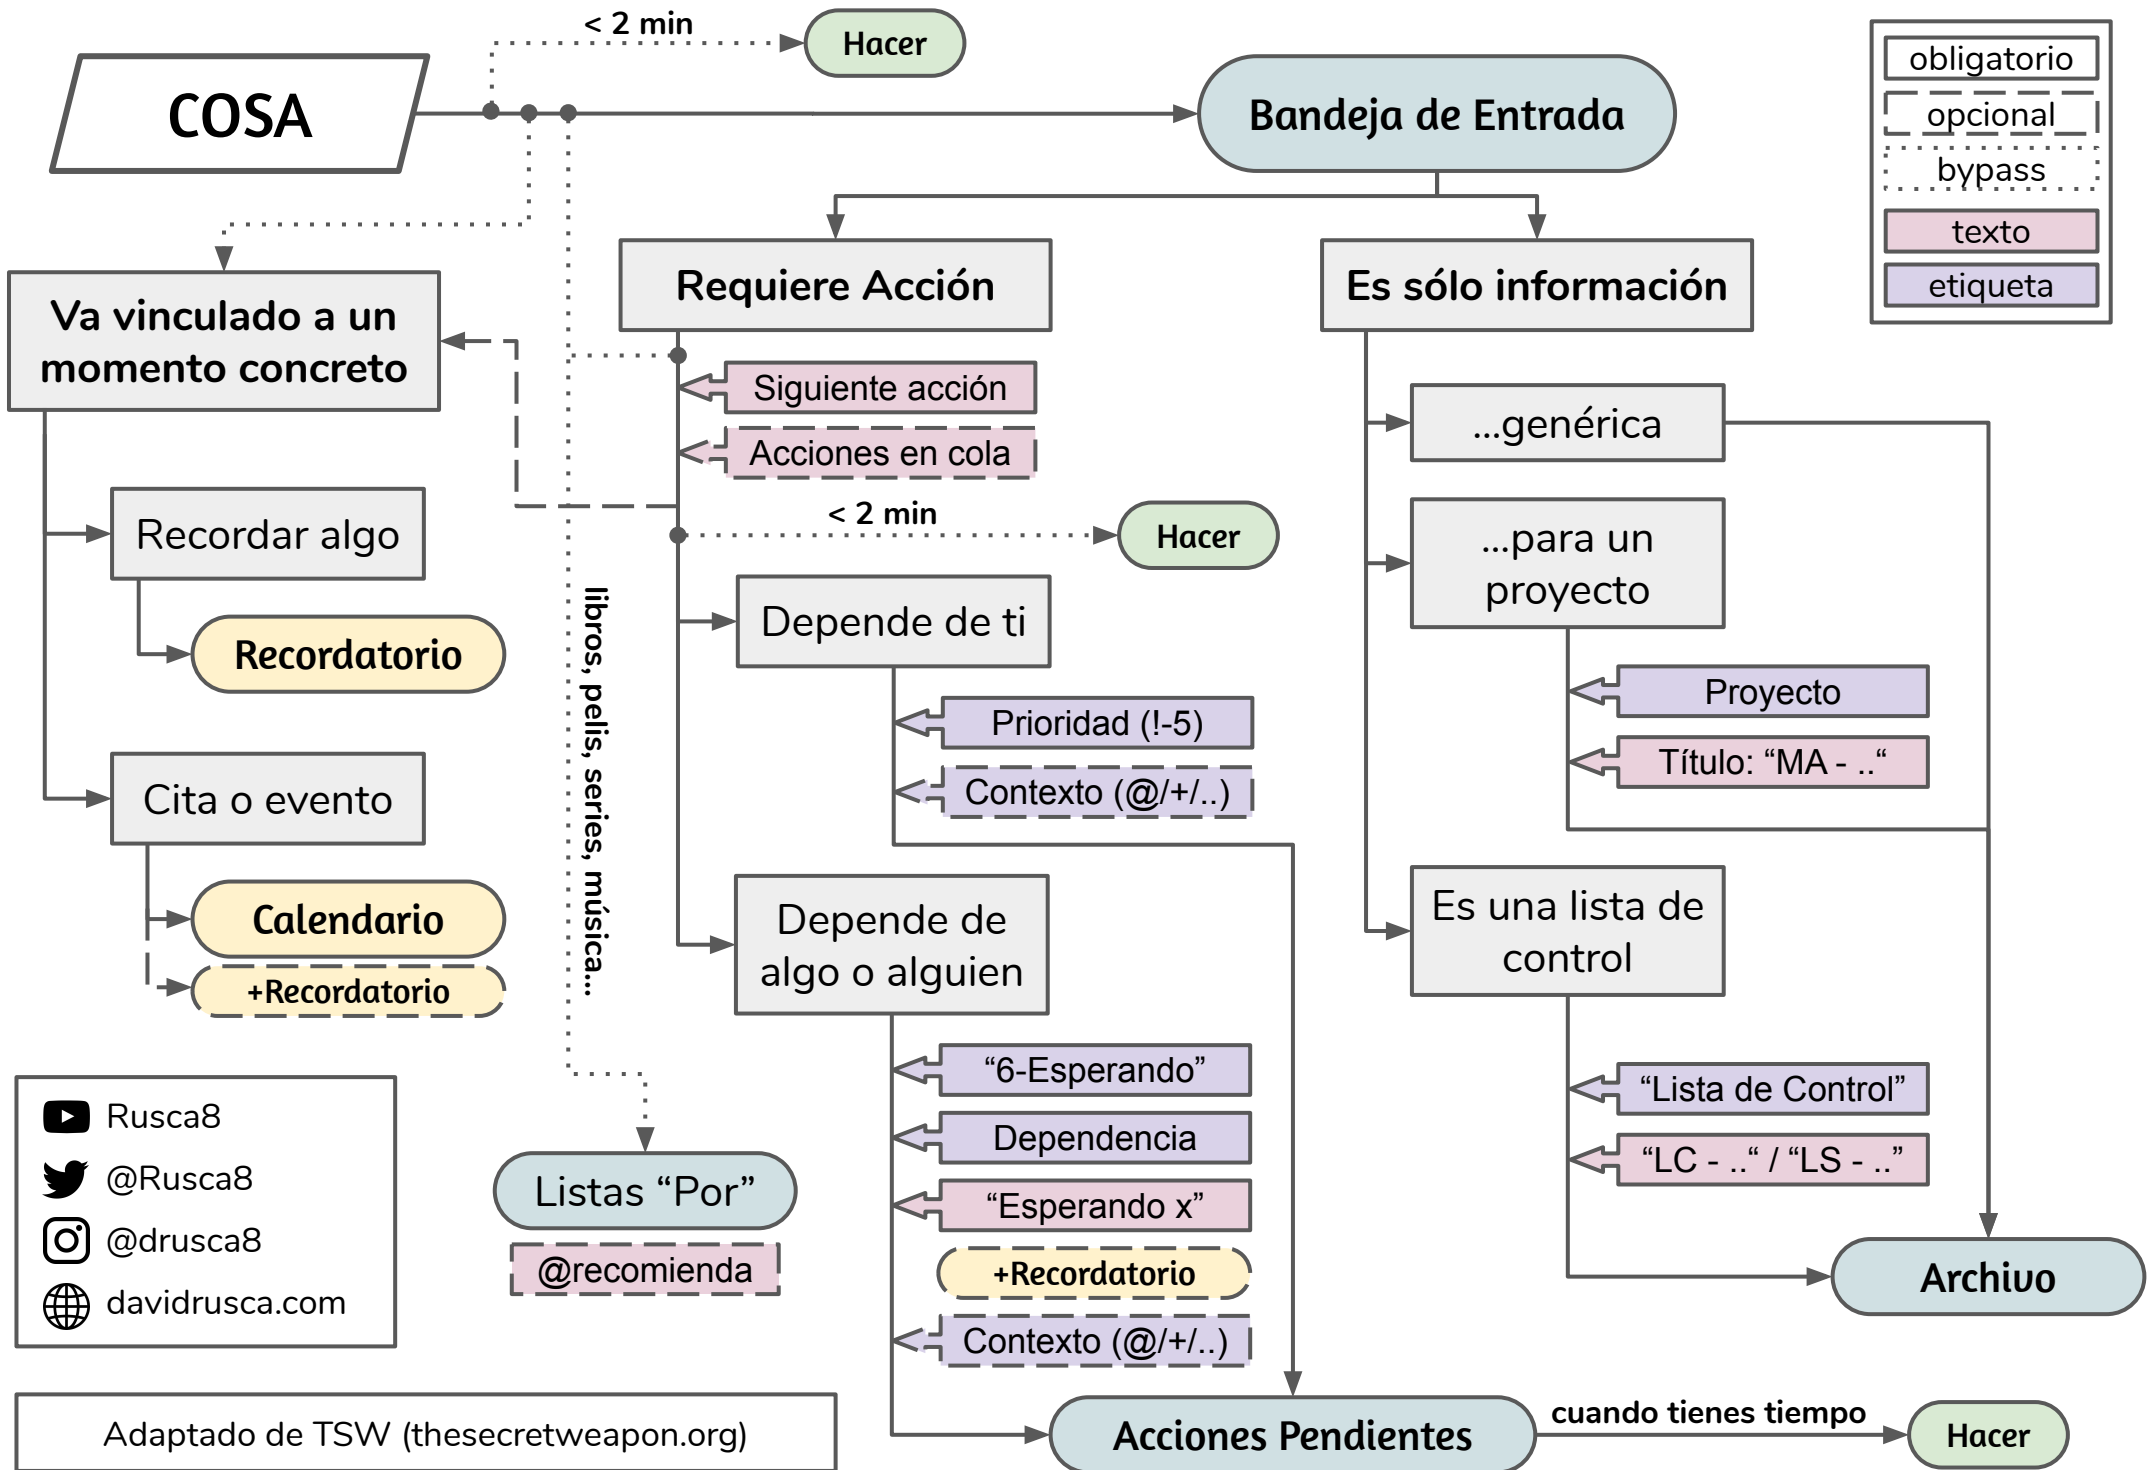 < 2 min
Hacer
COSA
Bandeja de Entrada
obligatorio
opcional
bypass
texto
etiqueta
Va vinculado a un
momento concreto
Recordar algo
Recordatorio
Cita o evento
Calendario
+Recordatorio
libros, pelis, series, música...
Listas “Por”
@recomienda
Requiere Acción
Siguiente acción
Acciones en cola
< 2 min
Hacer
Depende de ti
Prioridad (!-5)
Contexto (@/+/..)
Depende de
algo o alguien
“6-Esperando”
Dependencia
“Esperando x”
+Recordatorio
Contexto (@/+/..)
Acciones Pendientes
cuando tienes tiempo
Hacer
Es sólo información
...genérica
...para un
proyecto
Proyecto
Título: “MA - ..“
Es una lista de
control
“Lista de Control”
“LC - ..“ / “LS - ..”
Archivo
Rusca8
@Rusca8
@drusca8
davidrusca.com
Adaptado de TSW (thesecretweapon.org)